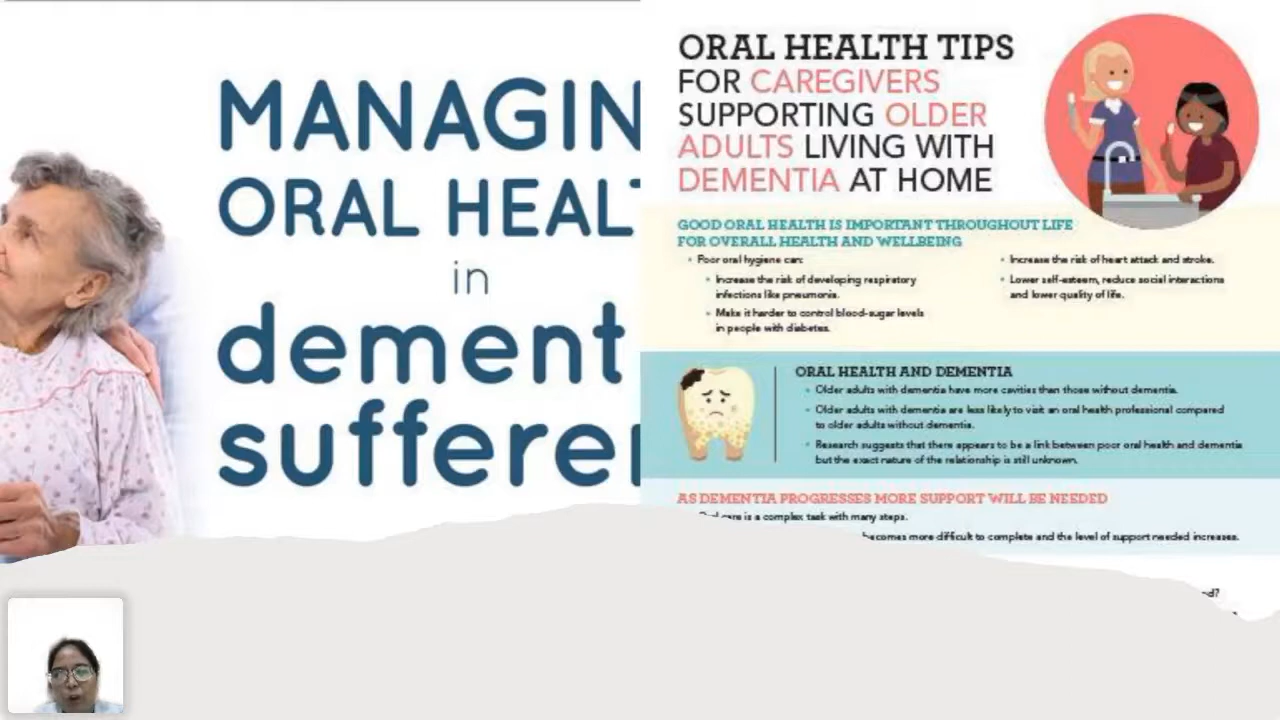 MANAGIN
ORAL HEALT
in
dement
sufferer
ORAL HEALTH TIPS
FOR CAREGIVERS
SUPPORTING OLDER
ADULTS LIVING WITH
DEMENTIA AT HOME
GOOD ORAL HEALTH IS IMPORTANT THROUGHOUT LIFE
FOR OVERALL HEALTH AND WELLBEING
• Poor oral hygiene can:
• Increase the risk of developing respiratory
infections like pneumonia.
• Make it harder to control blood-sugar levels
in people with diabetes.
• Increase the risk of heart attack and stroke.
• Lower self-esteem, reduce social interactions
and lower quality of life.
ORAL HEALTH AND DEMENTIA
• Older adults with dementia have more cavities than those without dementia.
• Older adults with dementia are less likely to visit an oral health professional compared
to older adults without dementia.
• Research suggests that there appears to be a link between poor oral health and dementia
but the exact nature of the relationship is still unknown.
AS DEMENTIA PROGRESSES MORE SUPPORT WILL BE NEEDED
Oral care is a complex task with many steps.
becomes more difficult to complete and the level of support needed increases.